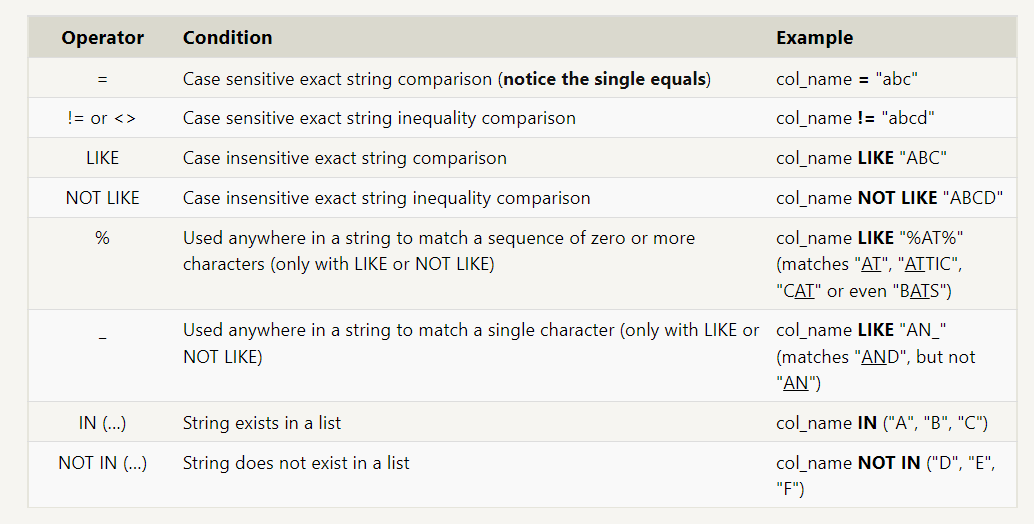 Operator Condition Example
= Case sensitive exact string comparison (notice the single equals) col_name = "abc"
!= or <> Case sensitive exact string inequality comparison col_name != "abcd"
LIKE Case insensitive exact string comparison col_name LIKE "ABC"
NOT LIKE Case insensitive exact string inequality comparison col_name NOT LIKE "ABCD"
% Used anywhere in a string to match a sequence of zero or more col_name LIKE "%AT%"
characters (only with LIKE or NOT LIKE) (matches "AT", "ATTIC",
"CAT" or even "BATS")
_ Used anywhere in a string to match a single character (only with LIKE or col_name LIKE "AN_"
NOT LIKE) (matches "AND", but not
"AN")
IN (…) String exists in a list col_name IN ("A", "B", "C")
NOT IN (…) String does not exist in a list col_name NOT IN ("D", "E",
"F")